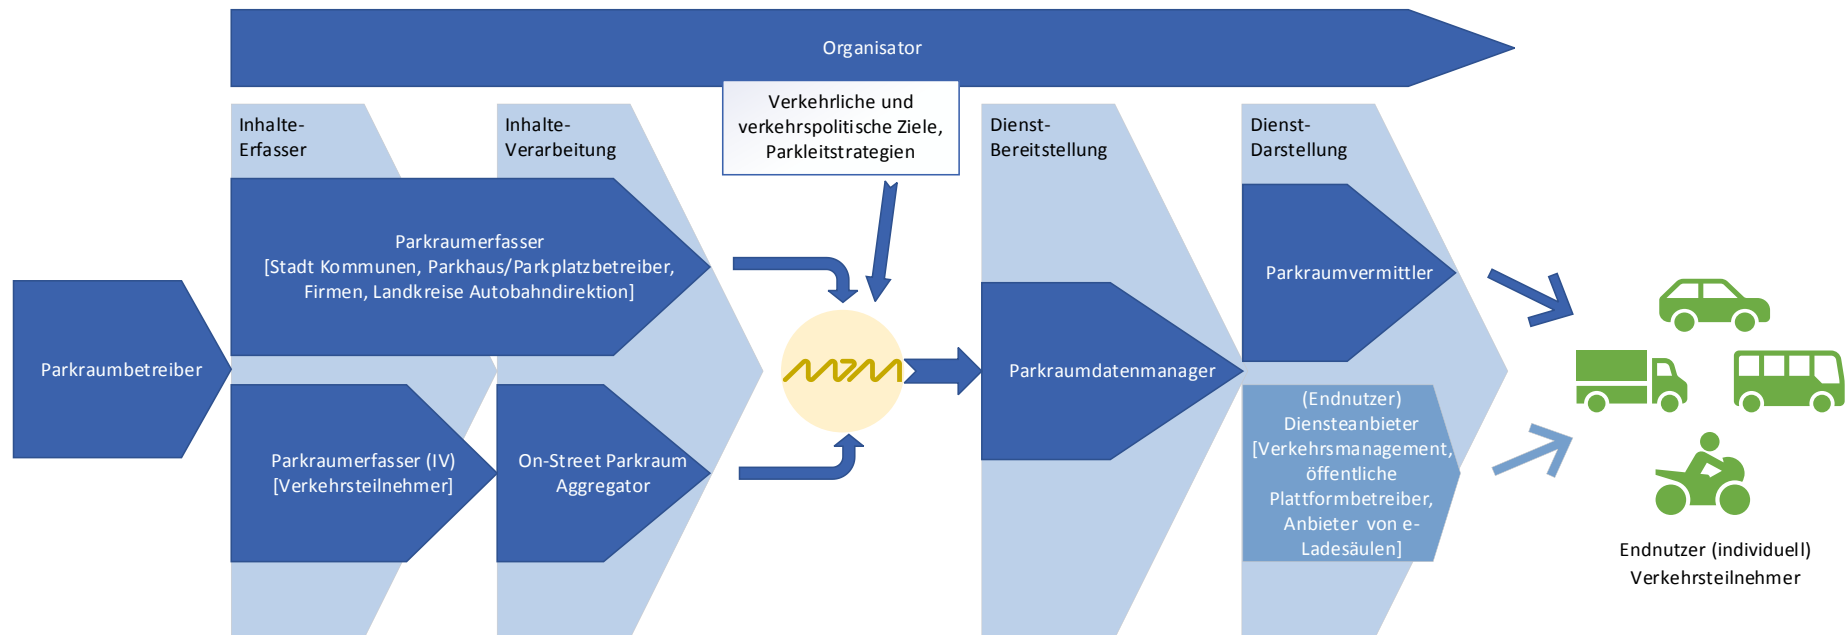 Organisator
Verkehrliche und
verkehrspolitische Ziele,
Parkleitstrategien
Inhalte-
Erfasser
Inhalte-
Verarbeitung
Dienst-
Bereitstellung
Dienst-
Darstellung
Parkraumbetreiber
Parkraumerfasser
[Stadt Kommunen, Parkhaus/Parkplatzbetreiber,
Firmen, Landkreise Autobahndirektion]
Parkraumerfasser (IV)
[Verkehrsteilnehmer]
On-Street Parkraum
Aggregator
MDM
Parkraumdatenmanager
Parkraumvermittler
(Endnutzer)
Diensteanbieter
[Verkehrsmanagement,
öffentliche
Plattformbetreiber,
Anbieter von e-
Ladesäulen]
Endnutzer (individuell)
Verkehrsteilnehmer